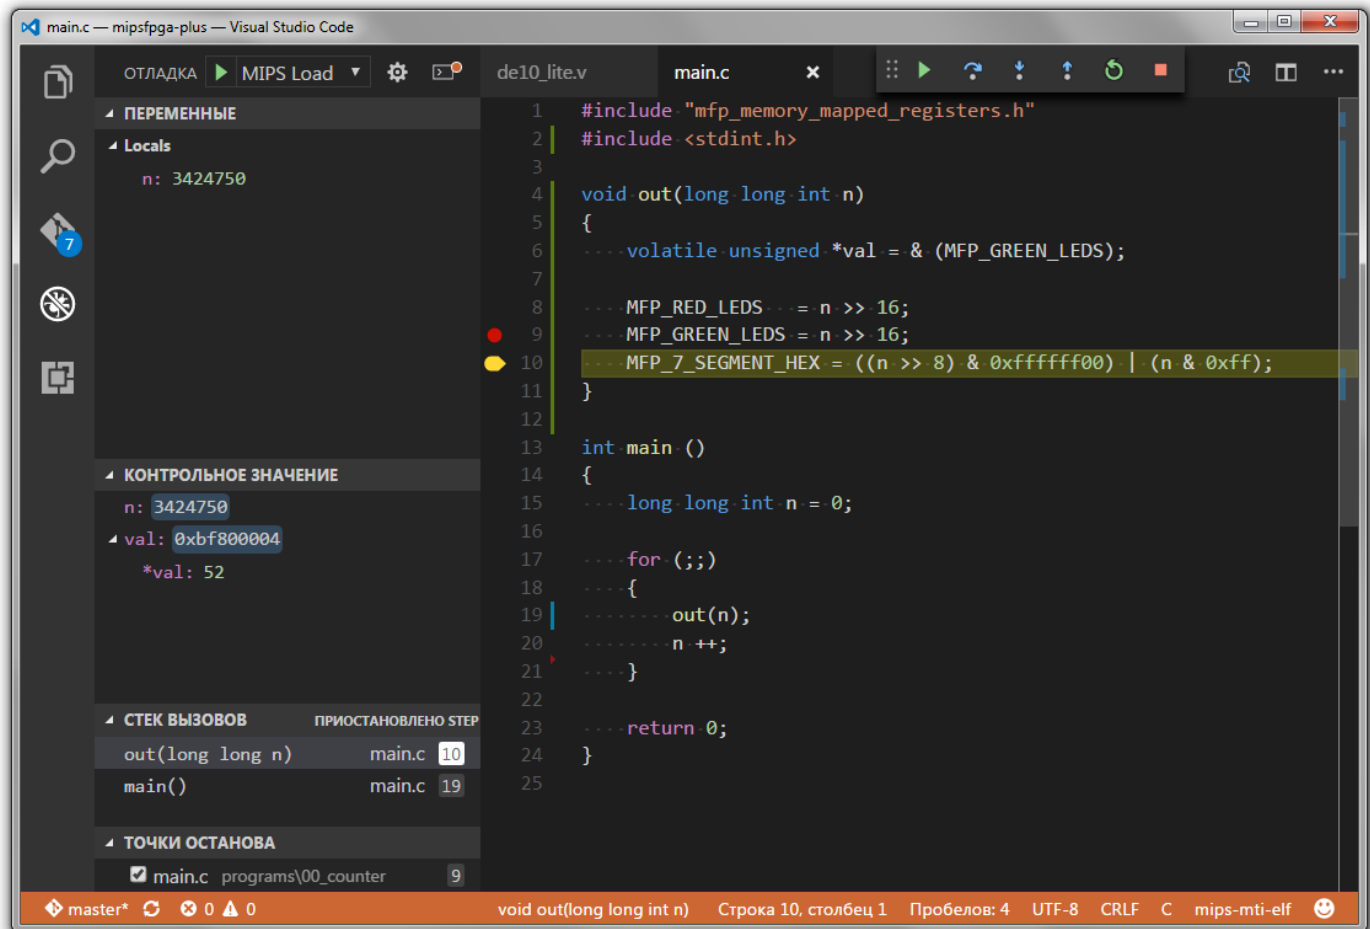 main.c — mipsfpga-plus — Visual Studio Code
ОТЛАДКА MIPS Load
ПЕРЕМЕННЫЕ
Locals
n: 3424750
КОНТРОЛЬНОЕ ЗНАЧЕНИЕ
n: 3424750
val: 0xbf800004
*val: 52
СТЕК ВЫЗОВОВ ПРИОСТАНОВЛЕНО STEP
out(long long n) main.c 10
main() main.c 19
ТОЧКИ ОСТАНОВА
main.c programs\00_counter 9
7
de10_lite.v main.c
1 #include "mfp_memory_mapped_registers.h"
2 #include <stdint.h>
3
4 void out(long long int n)
5 {
6     volatile unsigned *val = & (MFP_GREEN_LEDS);
7
8     MFP_RED_LEDS   = n >> 16;
9     MFP_GREEN_LEDS = n >> 16;
10     MFP_7_SEGMENT_HEX = ((n >> 8) & 0xffffff00) | (n & 0xff);
11 }
12
13 int main ()
14 {
15     long long int n = 0;
16
17     for (;;)
18     {
19         out(n);
20         n ++;
21     }
22
23     return 0;
24 }
25
master* 0 0 void out(long long int n) Строка 10, столбец 1 Пробелов: 4 UTF-8 CRLF C mips-mti-elf